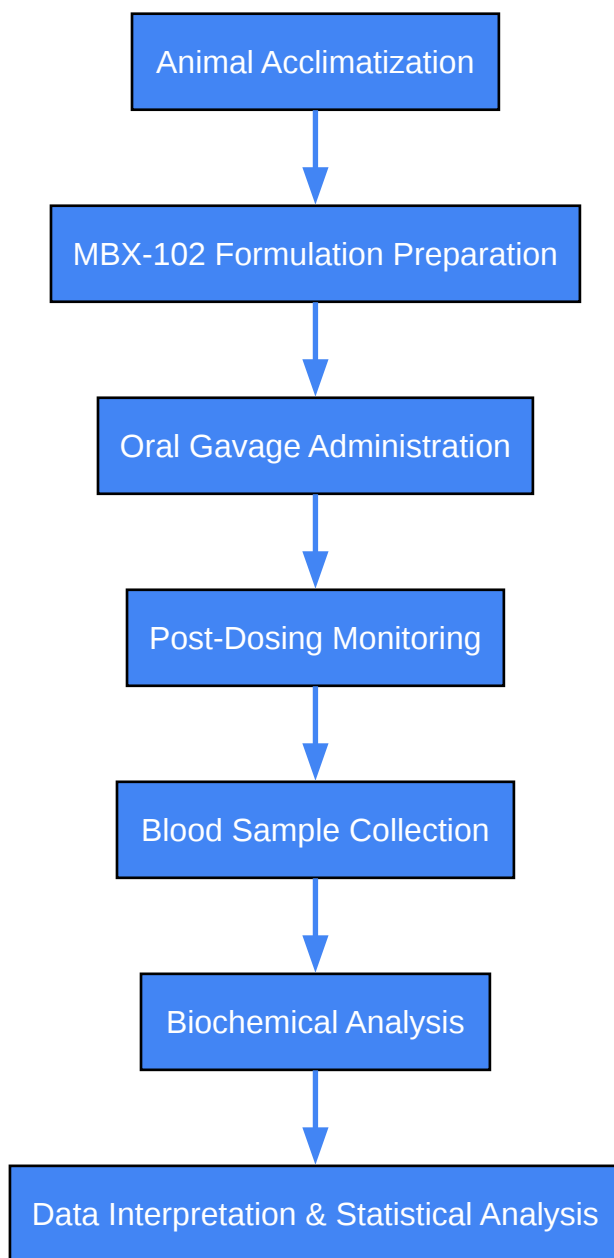 Animal Acclimatization
MBX-102 Formulation Preparation
Oral Gavage Administration
Post-Dosing Monitoring
Blood Sample Collection
Biochemical Analysis
Data Interpretation & Statistical Analysis